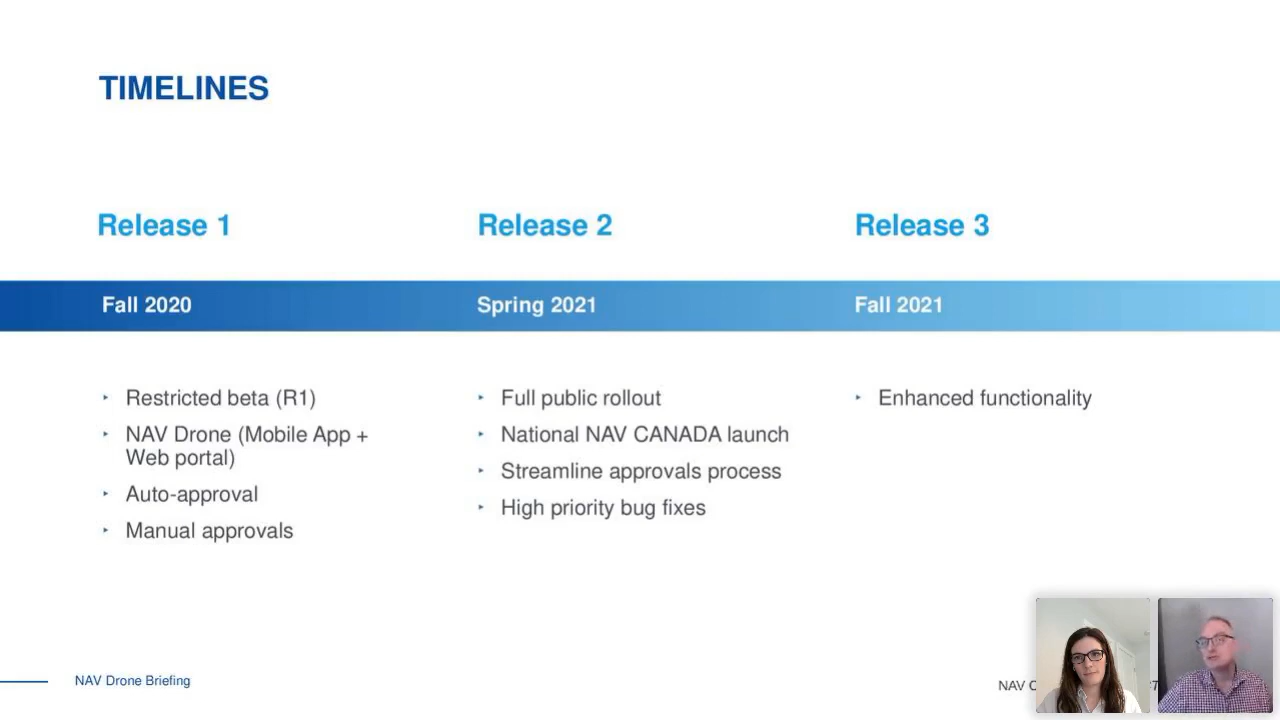 TIMELINES
Release 1
Release 2
Release 3
Fall 2020
Spring 2021
Fall 2021
Restricted beta (R1)
NAV Drone (Mobile App +
Web portal)
Auto-approval
Manual approvals
Full public rollout
National NAV CANADA launch
Streamline approvals process
High priority bug fixes
Enhanced functionality
NAV Drone Briefing
NAV